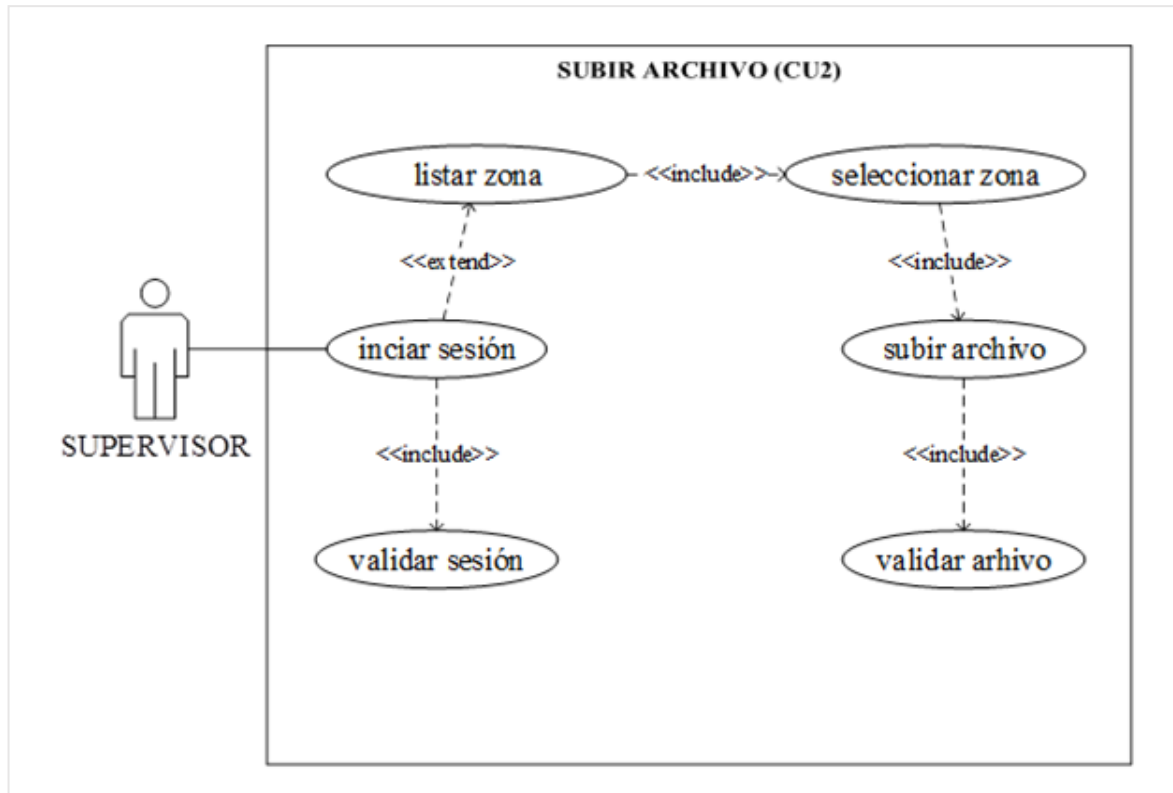 SUBIR ARCHIVO (CU2)
listar zona
<<include>>
seleccionar zona
<<extend>>
<<include>>
inciar sesión
subir archivo
SUPERVISOR
<<include>>
<<include>>
validar sesión
validar arhivo